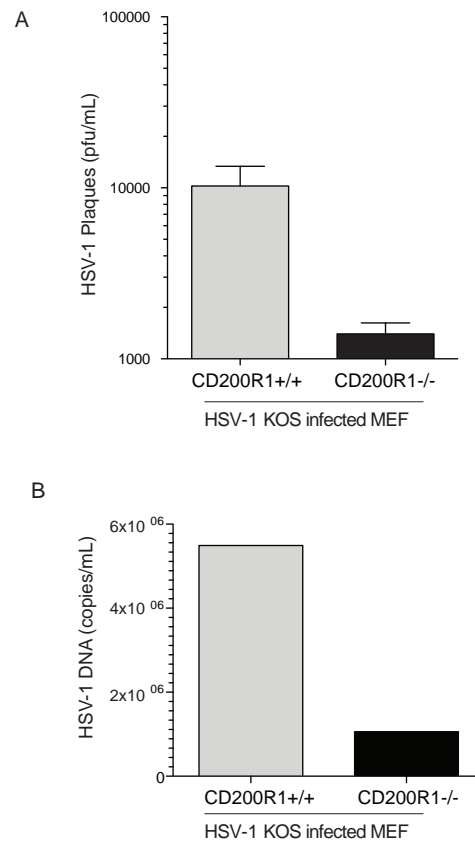 A
100000
10000
1000
HSV-1 Plaques (pfu/mL)
CD200R1+/+ CD200R1-/-
HSV-1 KOS infected MEF
B
6x10 06
4x10 06
2x10 06
0
HSV-1 DNA (copies/mL)
CD200R1+/+ CD200R1-/-
HSV-1 KOS infected MEF